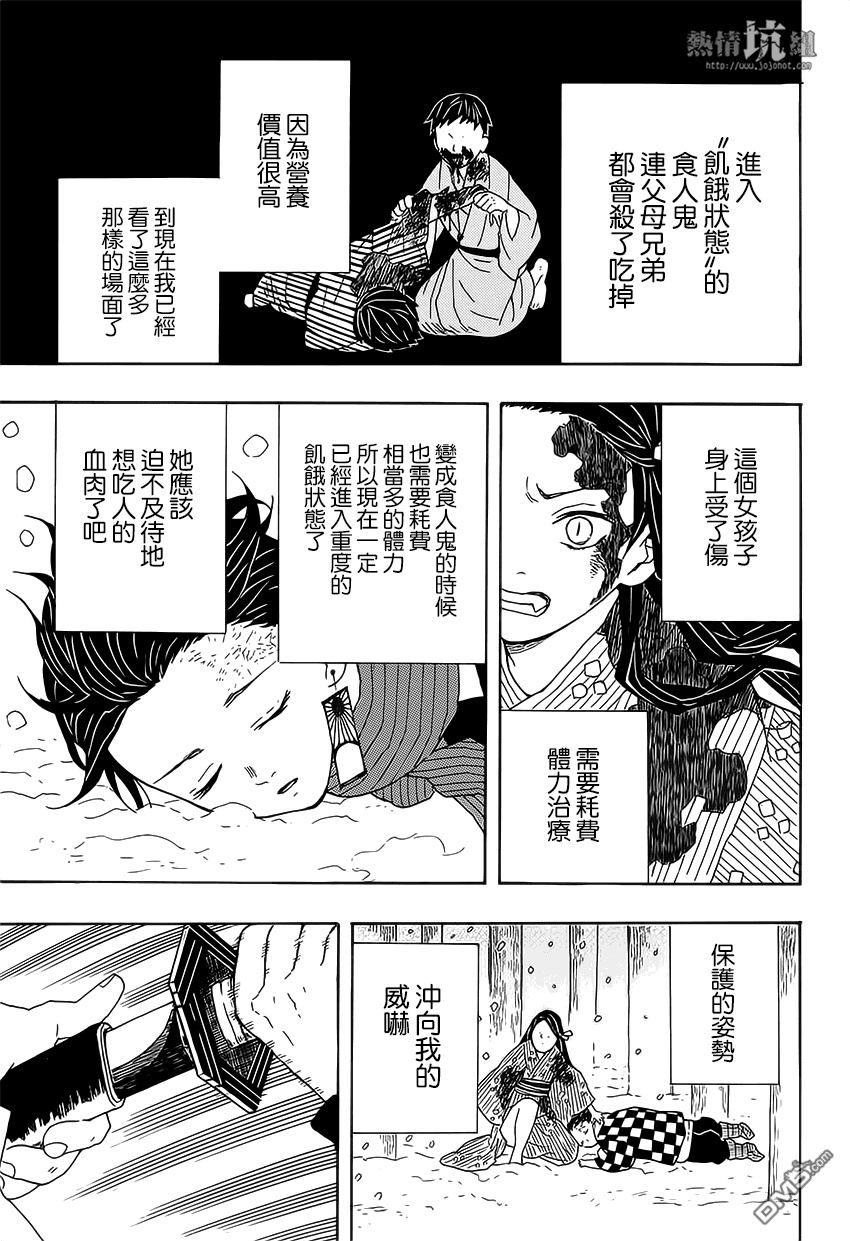 熱情坑組
http://www.jojohot.com
進入
〝飢餓狀態〞的
食人鬼
連父母兄弟
都會殺了吃掉
因為營養
價值很高
到現在我已經
看了這麼多
那樣的場面了
這個女孩子
身上受了傷
需要耗費
體力治療
變成食人鬼的時候
也需要耗費
相當多的體力
所以現在一定
已經進入重度的
飢餓狀態了
她應該
迫不及待地
想吃人的
血肉了吧
保護的姿勢
沖向我的
威嚇
DM5.com